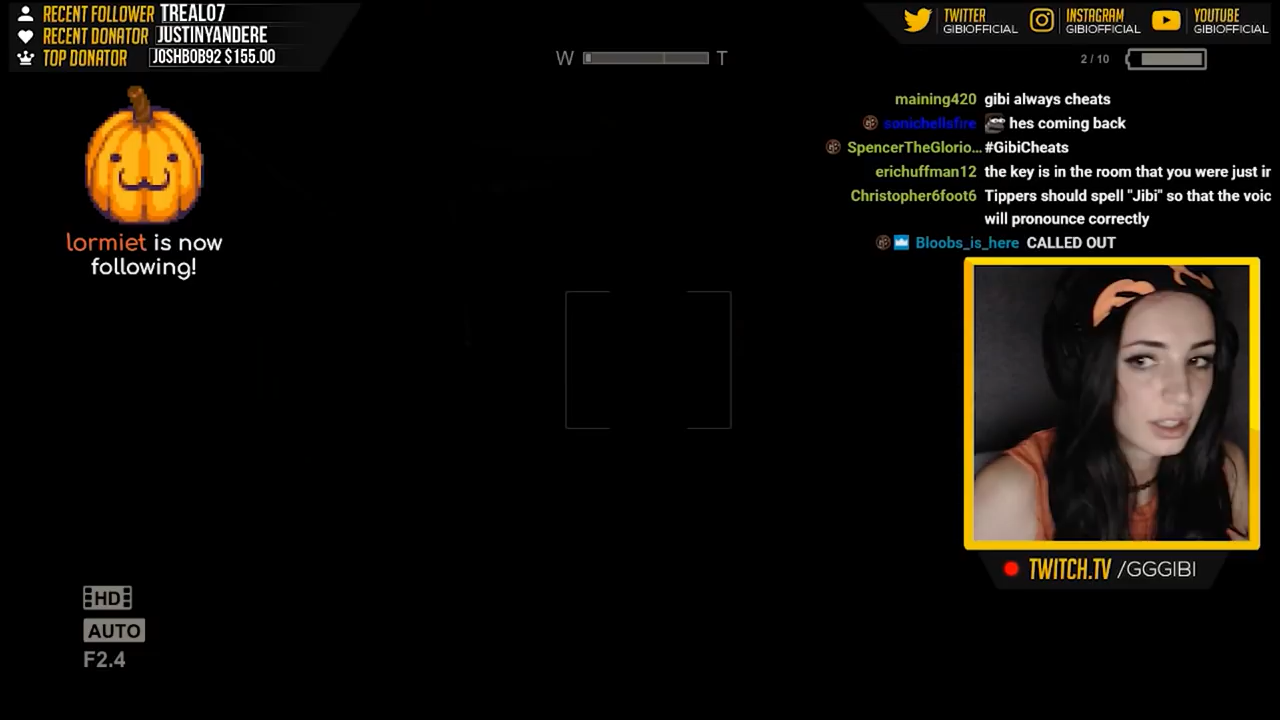 RECENT FOLLOWER TREAL07
RECENT DONATOR JUSTINYANDERE
TOP DONATOR JOSHBOB92 $155.00
TWITTER
GIBIOFFICIAL
INSTAGRAM
GIBIOFFICIAL
YOUTUBE
GIBIOFFICIAL
W T
2 / 10
maining420 gibi always cheats
sonichellsfire hes coming back
SpencerTheGlorio... #GibiCheats
erichuffman12 the key is in the room that you were just ir
Christopher6foot6 Tippers should spell "Jibi" so that the voic
will pronounce correctly
Bloobs_is_here CALLED OUT
lormiet is now
following!
TWITCH.TV /GGGIBI
HD
AUTO
F2.4